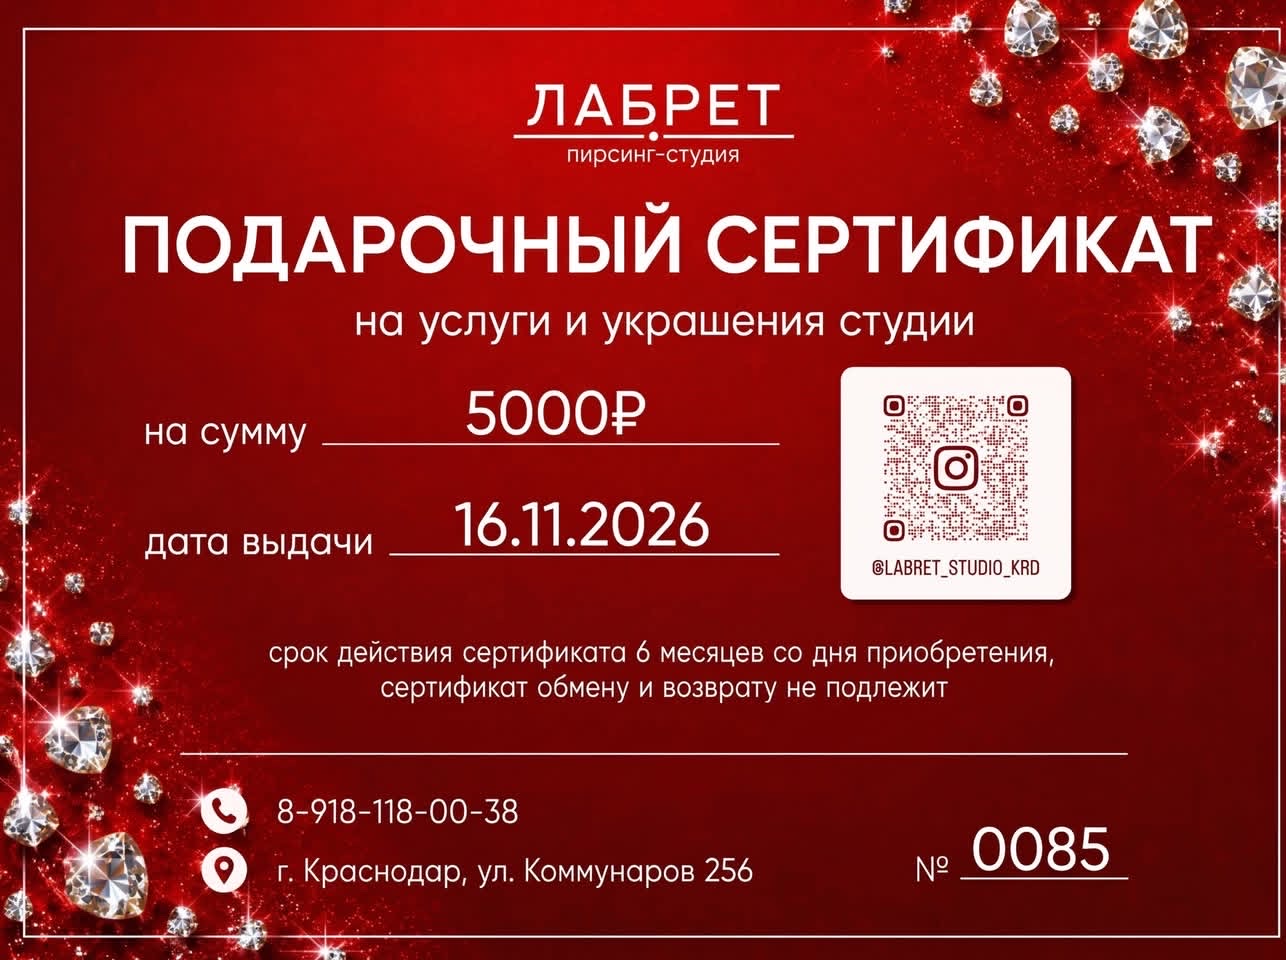 ЛАБРЕТ
пирсинг-студия
ПОДАРОЧНЫЙ СЕРТИФИКАТ
на услуги и украшения студии
на сумму 5000₽
дата выдачи 16.11.2026
@LABRET_STUDIO_KRD
срок действия сертификата 6 месяцев со дня приобретения,
сертификат обмену и возврату не подлежит
8-918-118-00-38
г. Краснодар, ул. Коммунаров 256
№ 0085